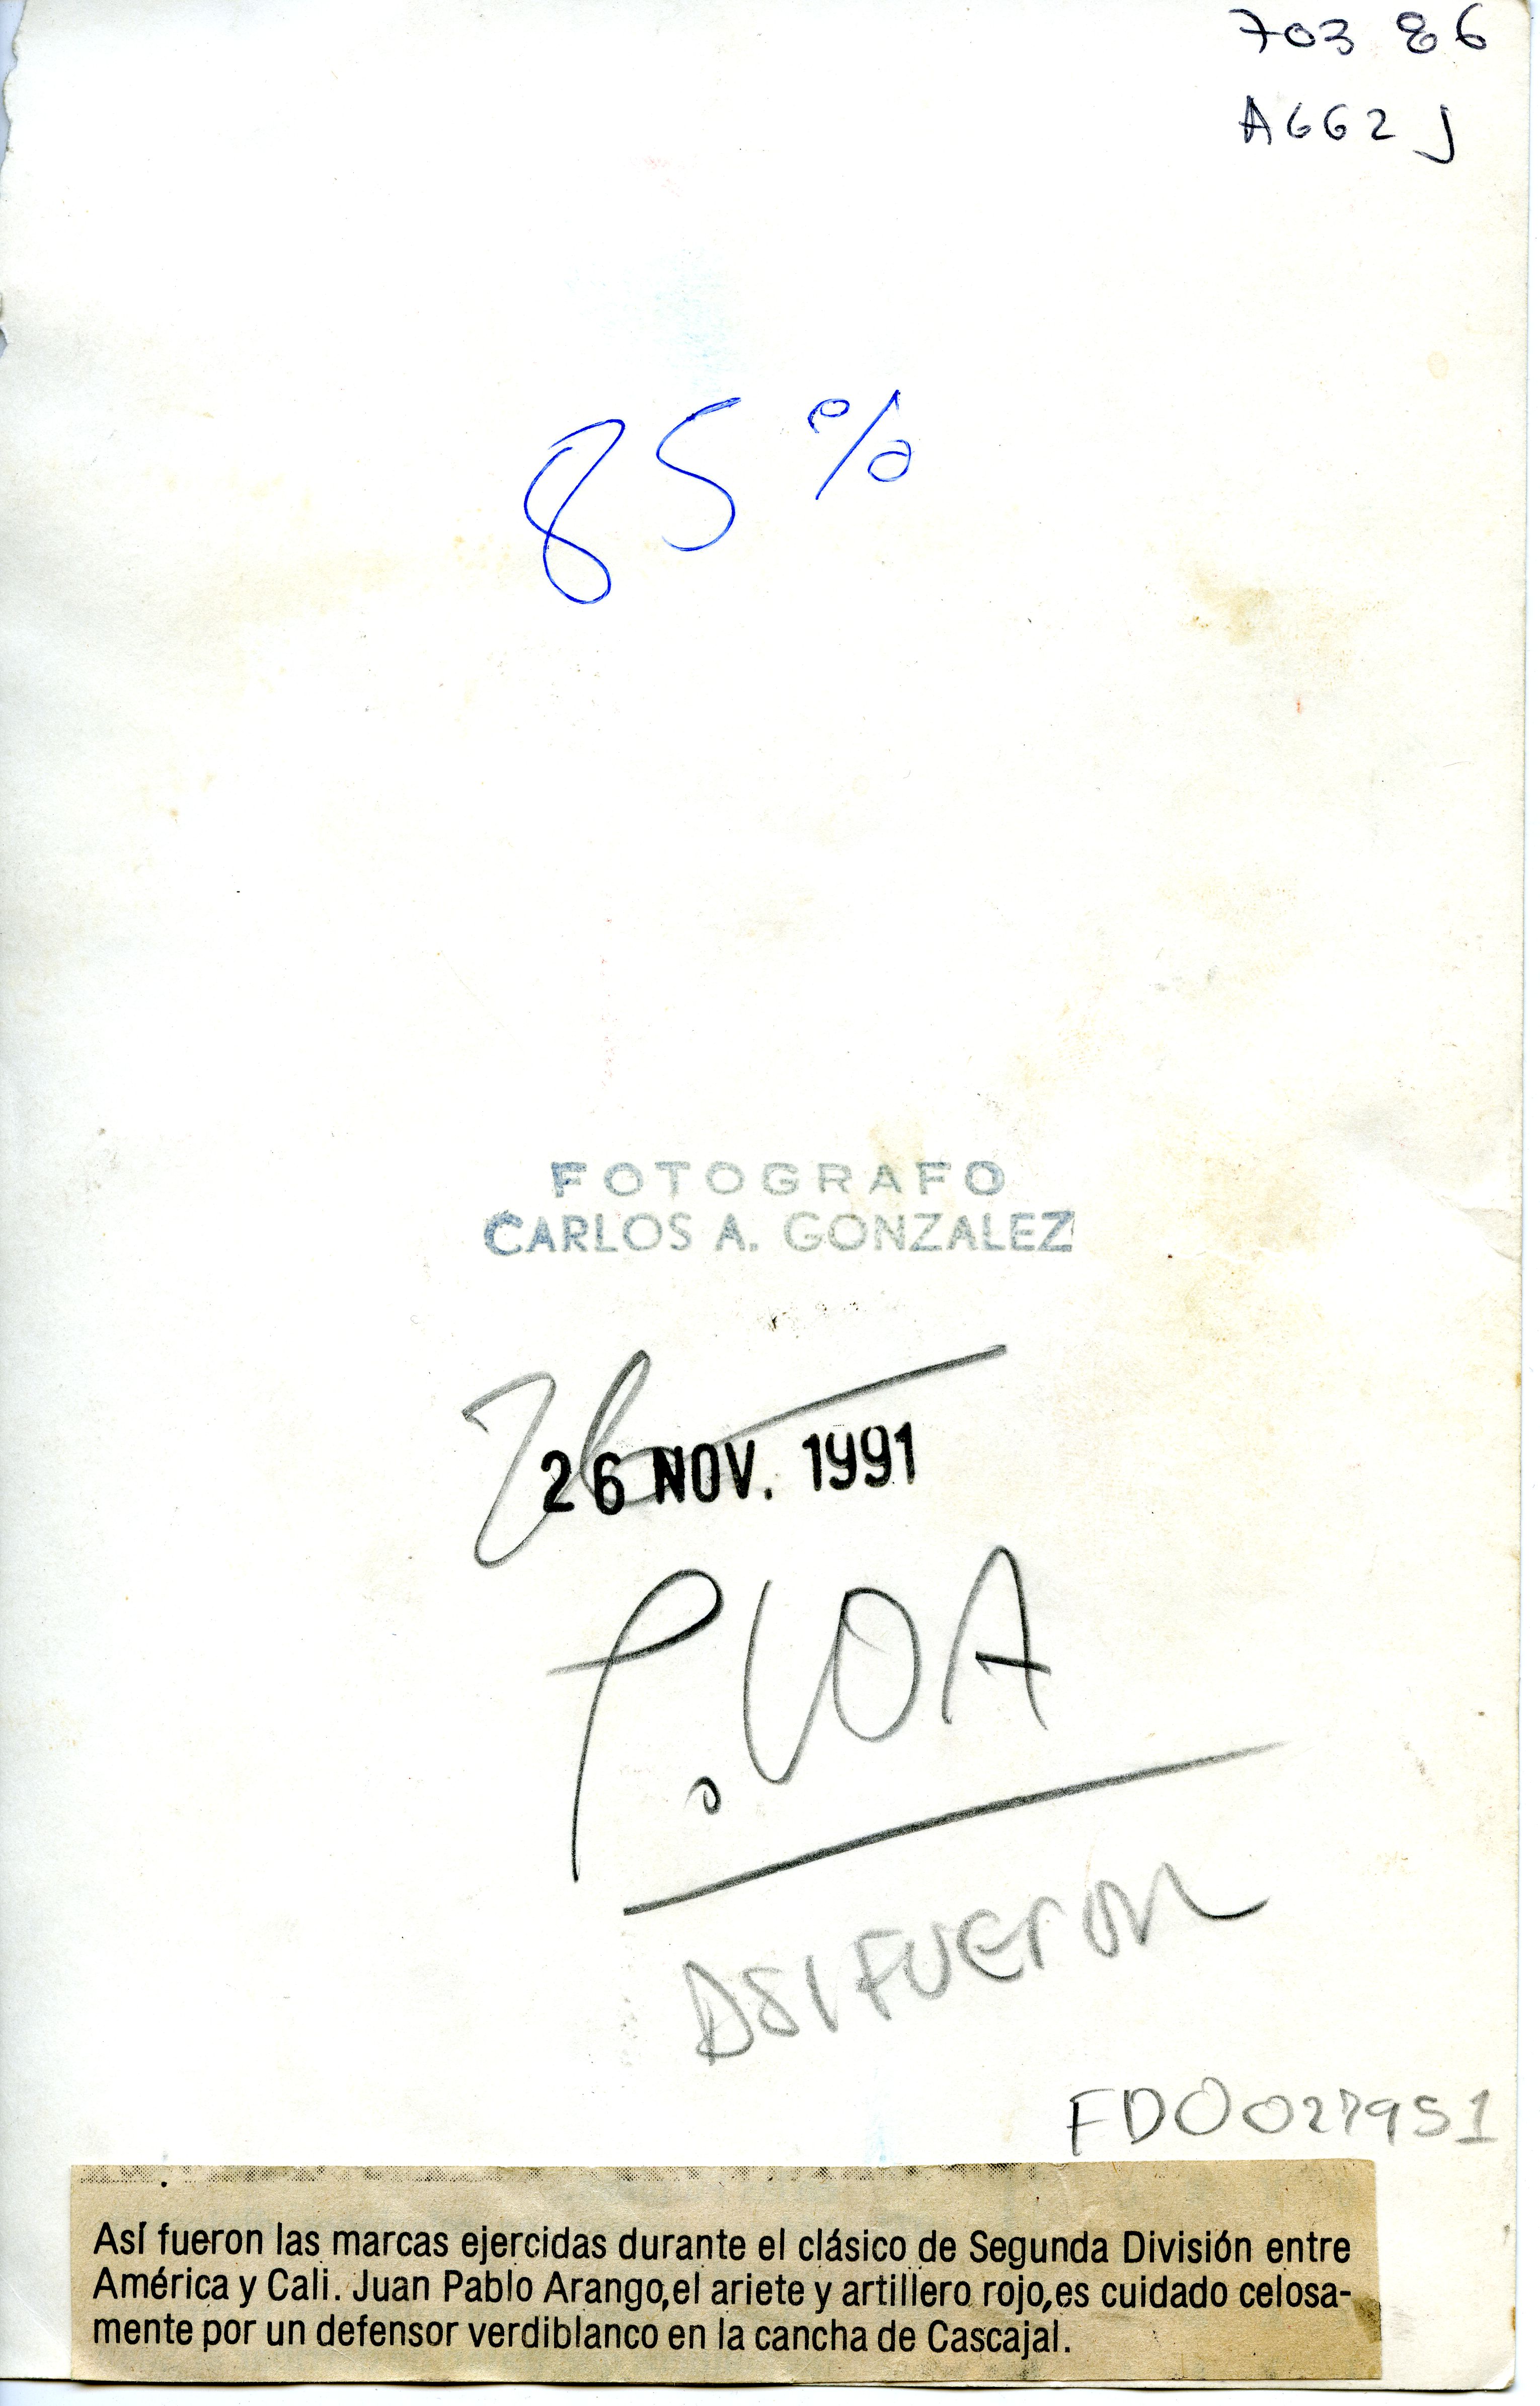 703 86
A662J
85%
FOTOGRAFO
CARLOS A. GONZALEZ
26
26 NOV. 1991
ASI FUERON
FD0027951
Así fueron las marcas ejercidas durante el clásico de Segunda División entre
América y Cali. Juan Pablo Arango,el ariete y artillero rojo,es cuidado celosa-
mente por un defensor verdiblanco en la cancha de Cascajal.